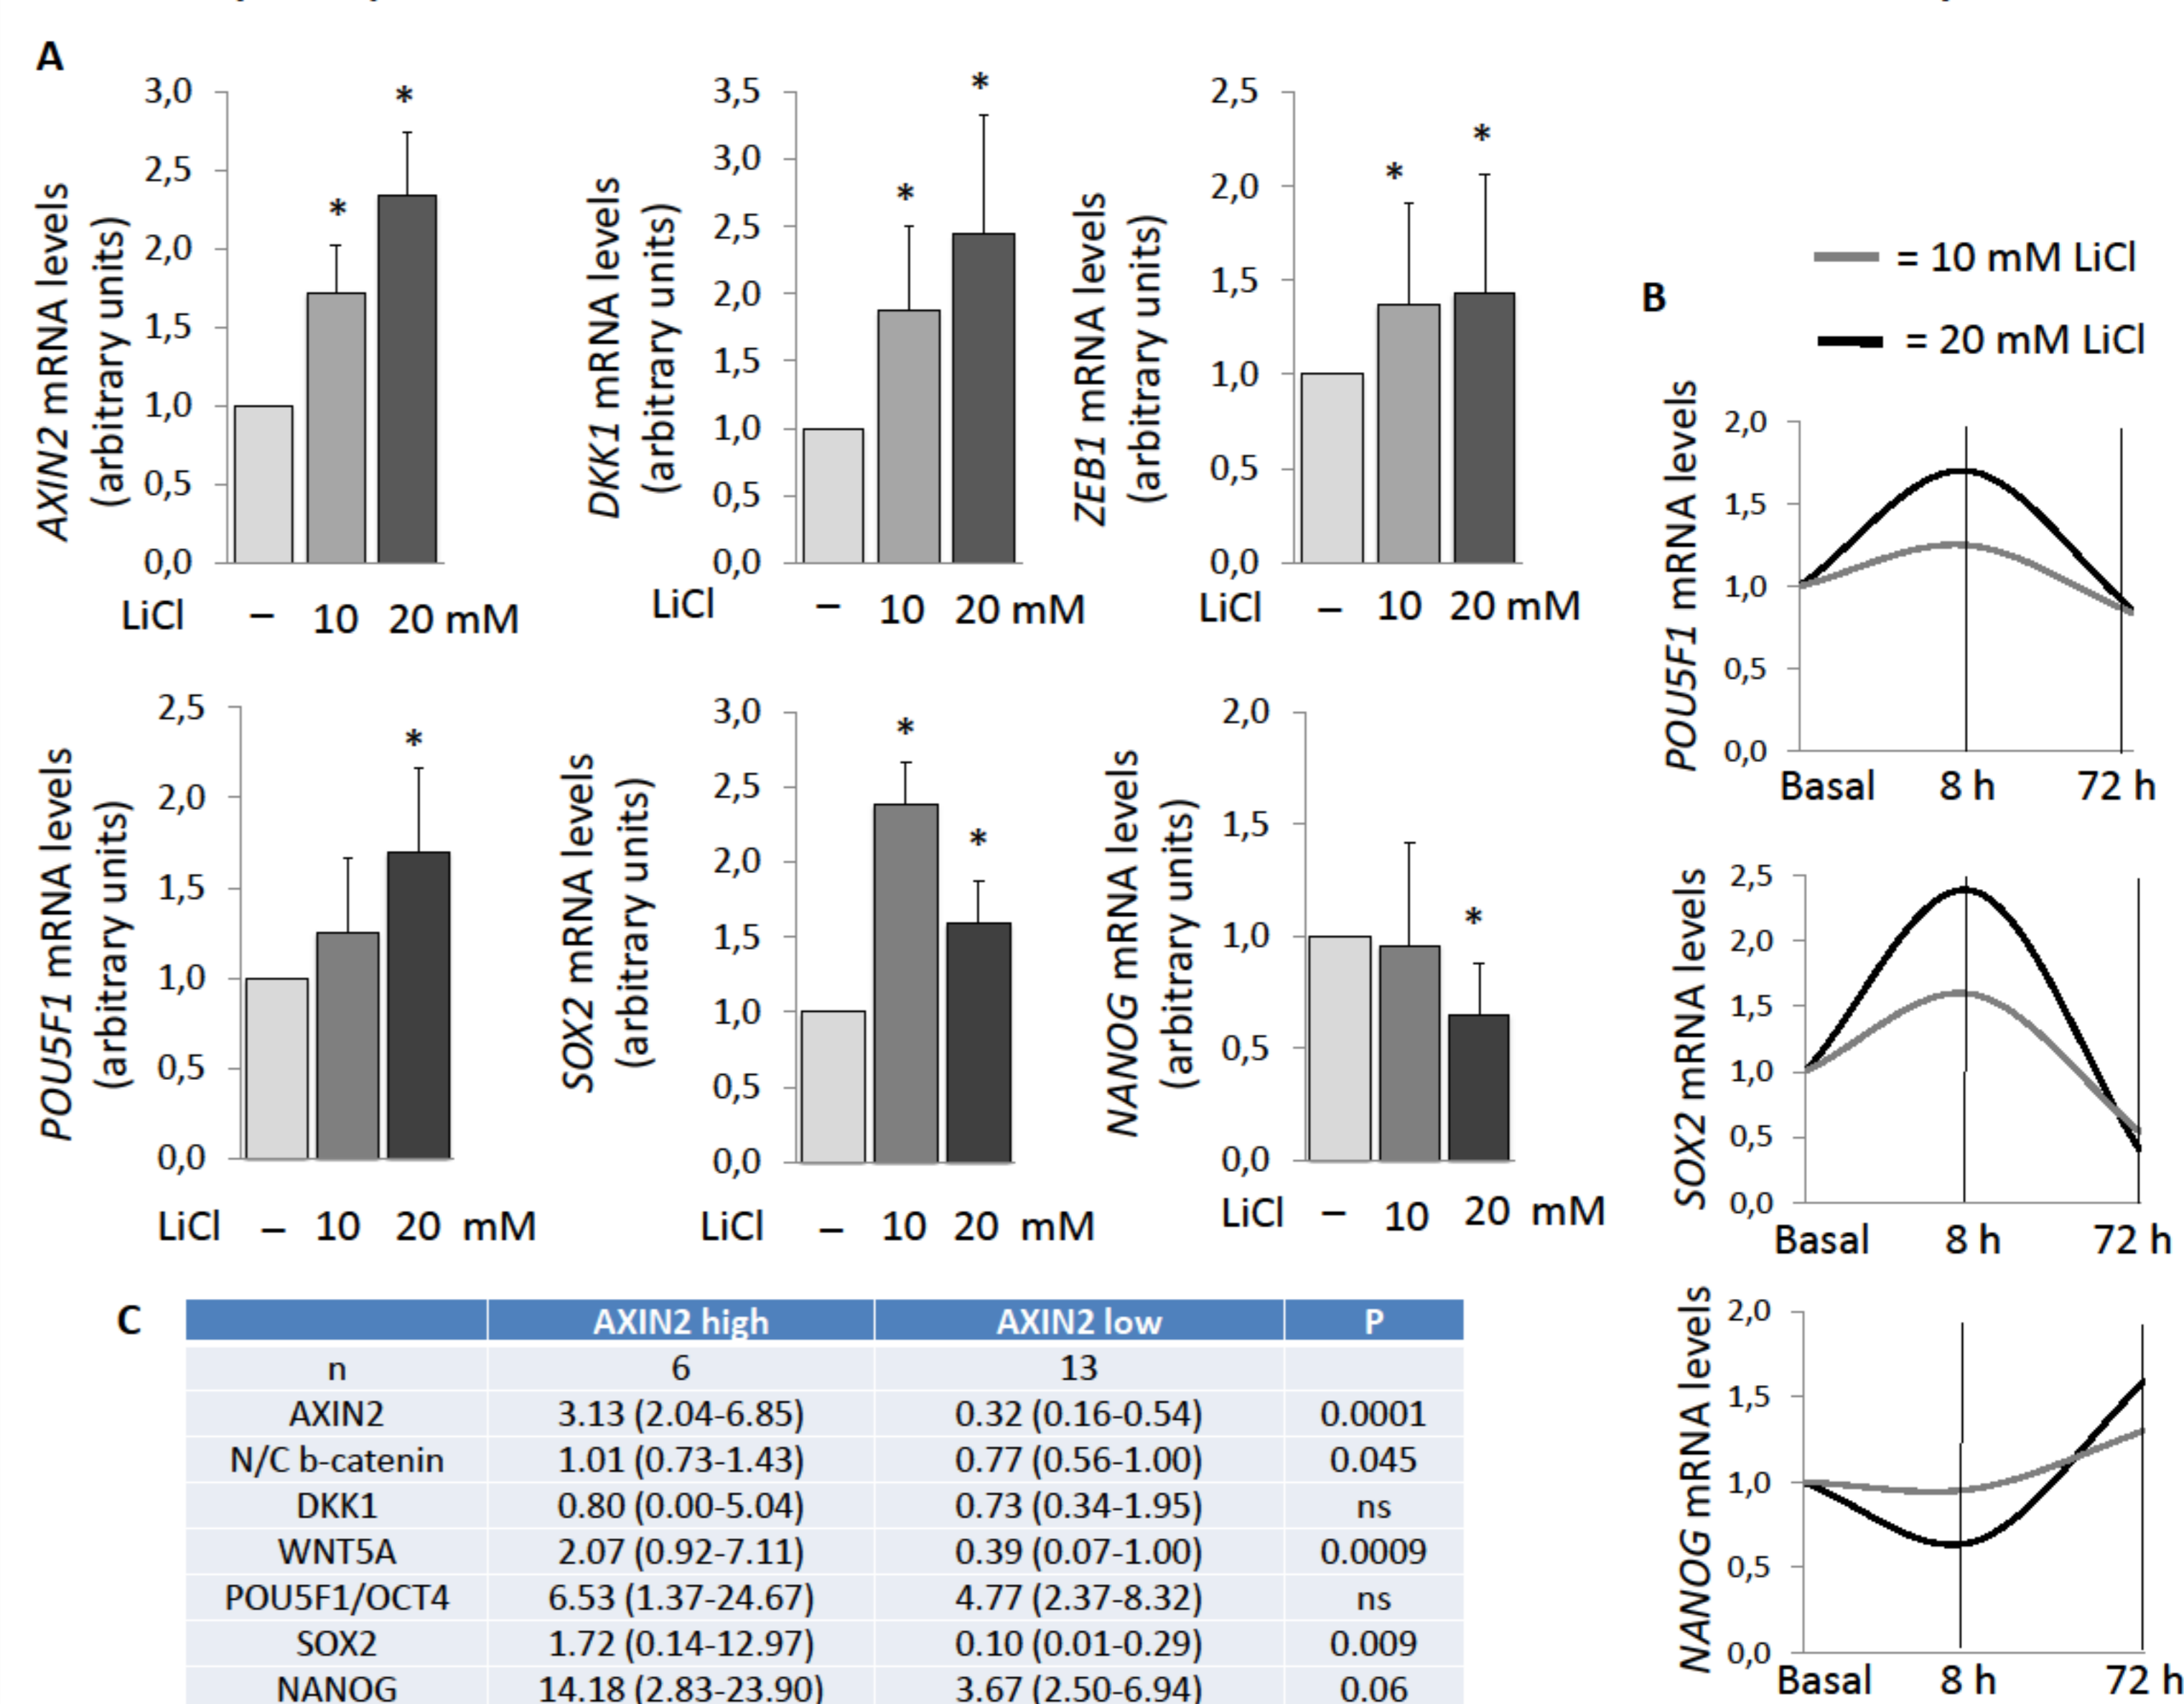 A
3,0
2,5
2,0
1,5
1,0
0,5
0,0
AXIN2 mRNA levels
(arbitrary units)
*
*
LiCl – 10 20 mM
3,5
3,0
2,5
2,0
1,5
1,0
0,5
0,0
DKK1 mRNA levels
(arbitrary units)
*
*
LiCl – 10 20 mM
2,5
2,0
1,5
1,0
0,5
0,0
ZEB1 mRNA levels
(arbitrary units)
*
*
LiCl – 10 20 mM
2,5
2,0
1,5
1,0
0,5
0,0
POU5F1 mRNA levels
(arbitrary units)
*
LiCl – 10 20 mM
3,0
2,5
2,0
1,5
1,0
0,5
0,0
SOX2 mRNA levels
(arbitrary units)
*
*
LiCl – 10 20 mM
2,0
1,5
1,0
0,5
0,0
NANOG mRNA levels
(arbitrary units)
*
LiCl – 10 20 mM
B
= 10 mM LiCl
= 20 mM LiCl
POU5F1 mRNA levels
2,0
1,5
1,0
0,5
0,0
Basal 8 h 72 h
SOX2 mRNA levels
2,5
2,0
1,5
1,0
0,5
0,0
Basal 8 h 72 h
NANOG mRNA levels
2,0
1,5
1,0
0,5
0,0
Basal 8 h 72 h
C
AXIN2 high AXIN2 low P
n 6 13
AXIN2 3.13 (2.04-6.85) 0.32 (0.16-0.54) 0.0001
N/C b-catenin 1.01 (0.73-1.43) 0.77 (0.56-1.00) 0.045
DKK1 0.80 (0.00-5.04) 0.73 (0.34-1.95) ns
WNT5A 2.07 (0.92-7.11) 0.39 (0.07-1.00) 0.0009
POU5F1/OCT4 6.53 (1.37-24.67) 4.77 (2.37-8.32) ns
SOX2 1.72 (0.14-12.97) 0.10 (0.01-0.29) 0.009
NANOG 14.18 (2.83-23.90) 3.67 (2.50-6.94) 0.06